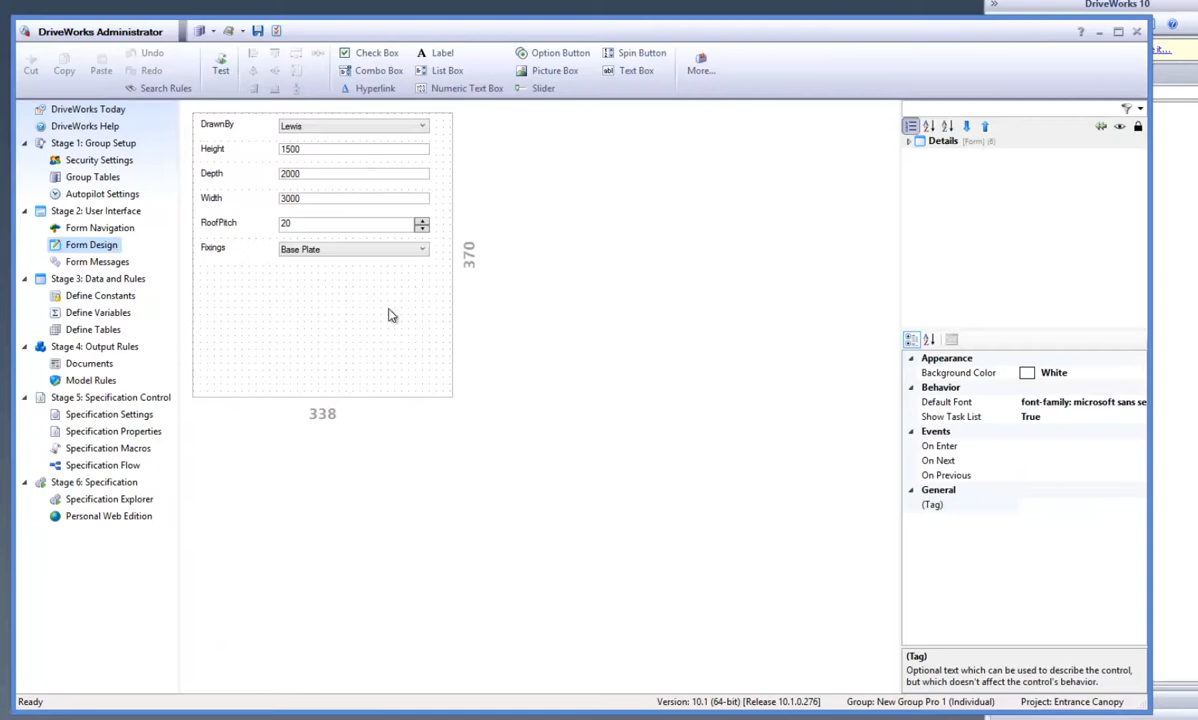 DriveWorks 10
DriveWorks Administrator
Cut
Copy
Paste
Undo
Redo
Search Rules
Test
Check Box
Combo Box
Hyperlink
Label
List Box
Numeric Text Box
Option Button
Picture Box
Slider
Spin Button
Text Box
More...
it...
DriveWorks Today
DriveWorks Help
Stage 1: Group Setup
Security Settings
Group Tables
Autopilot Settings
Stage 2: User Interface
Form Navigation
Form Design
Form Messages
Stage 3: Data and Rules
Define Constants
Define Variables
Define Tables
Stage 4: Output Rules
Documents
Model Rules
Stage 5: Specification Control
Specification Settings
Specification Properties
Specification Macros
Specification Flow
Stage 6: Specification
Specification Explorer
Personal Web Edition
DrawnBy Lewis
Height 1500
Depth 2000
Width 3000
RoofPitch 20
Fixings Base Plate
370
338
Details [Form] (8)
Appearance
Background Color White
Behavior
Default Font font-family: microsoft sans se
Show Task List True
Events
On Enter
On Next
On Previous
General
(Tag)
(Tag)
Optional text which can be used to describe the control,
but which doesn't affect the control's behavior.
Ready
Version: 10.1 (64-bit) [Release 10.1.0.276]
Group: New Group Pro 1 (Individual)
Project: Entrance Canopy